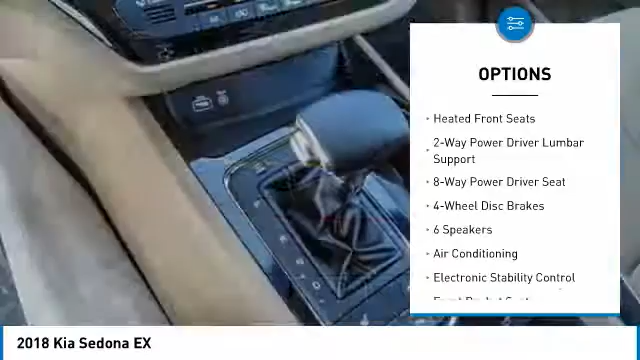 OPTIONS
Heated Front Seats
2-Way Power Driver Lumbar
Support
8-Way Power Driver Seat
4-Wheel Disc Brakes
6 Speakers
Air Conditioning
Electronic Stability Control
2018 Kia Sedona EX